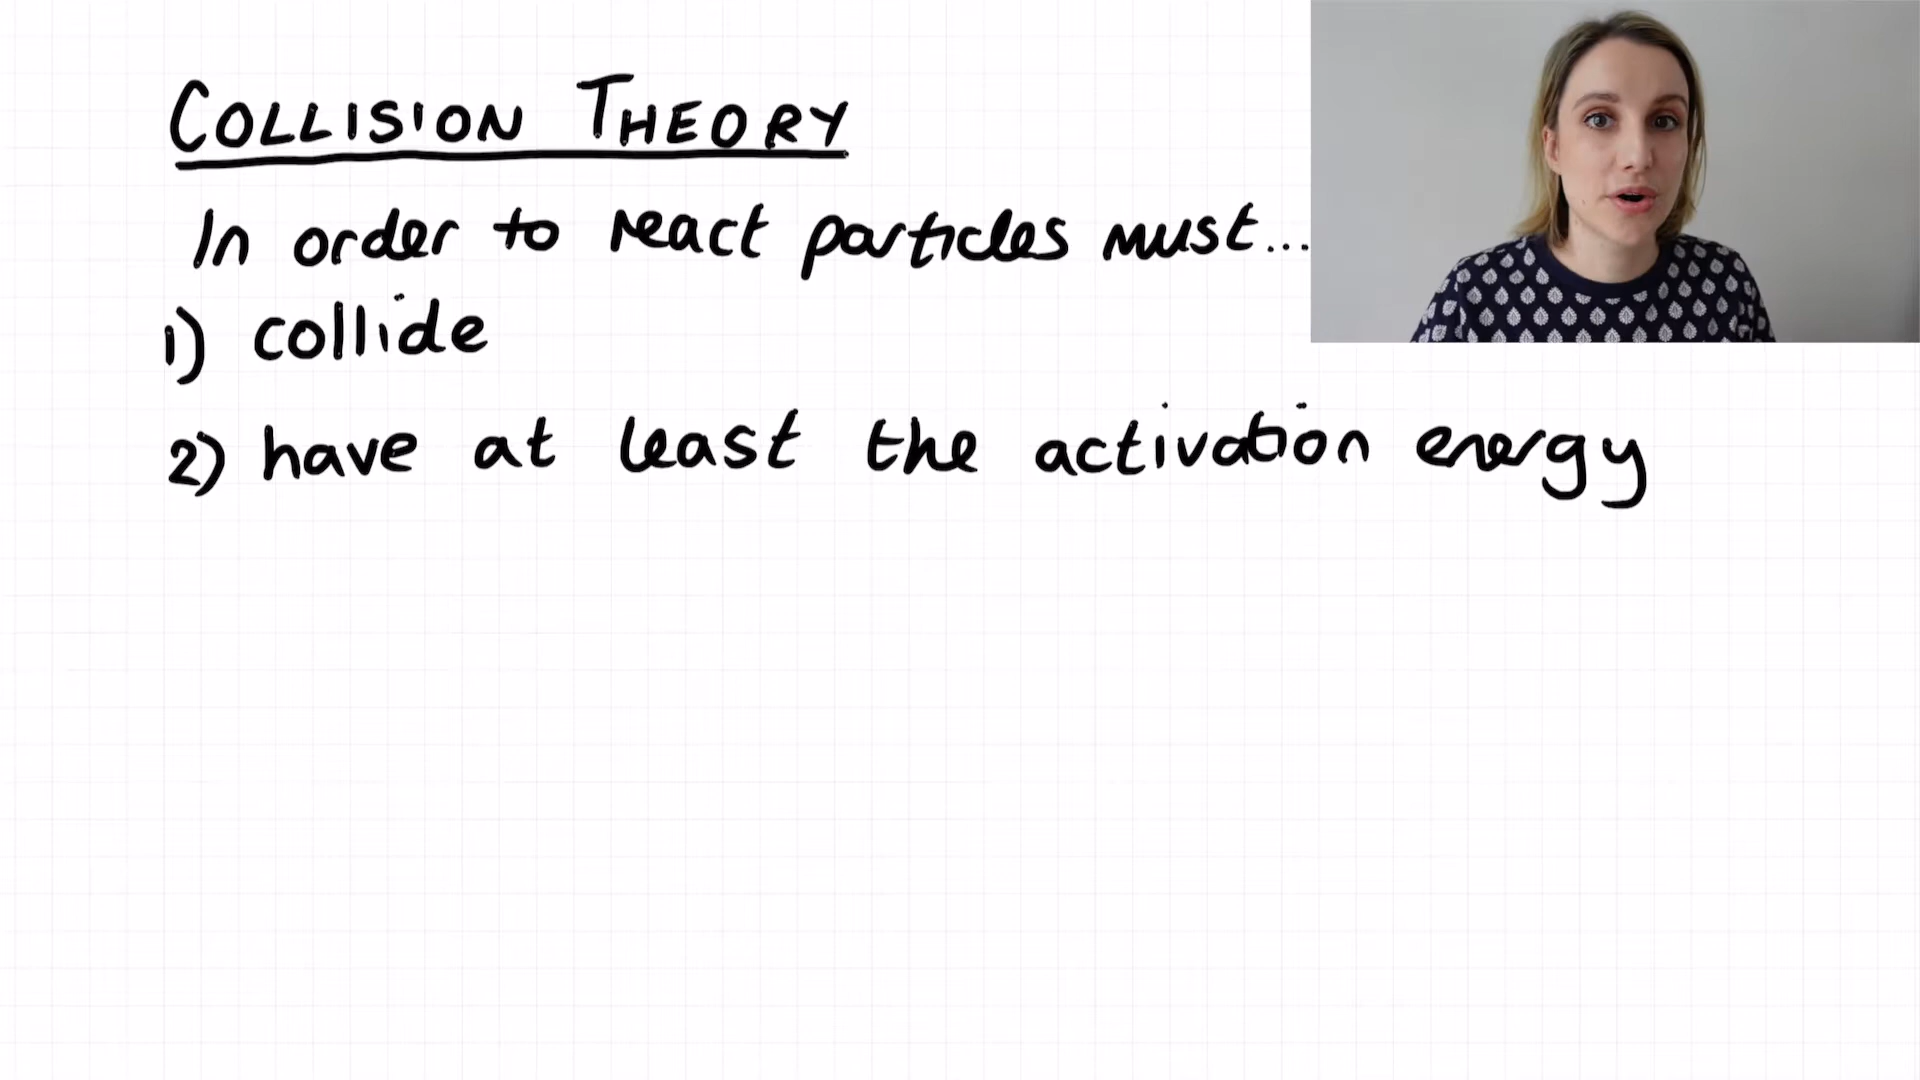 COLLISION THEORY
In order to react particles must...
1) collide
2) have at least the activation energy